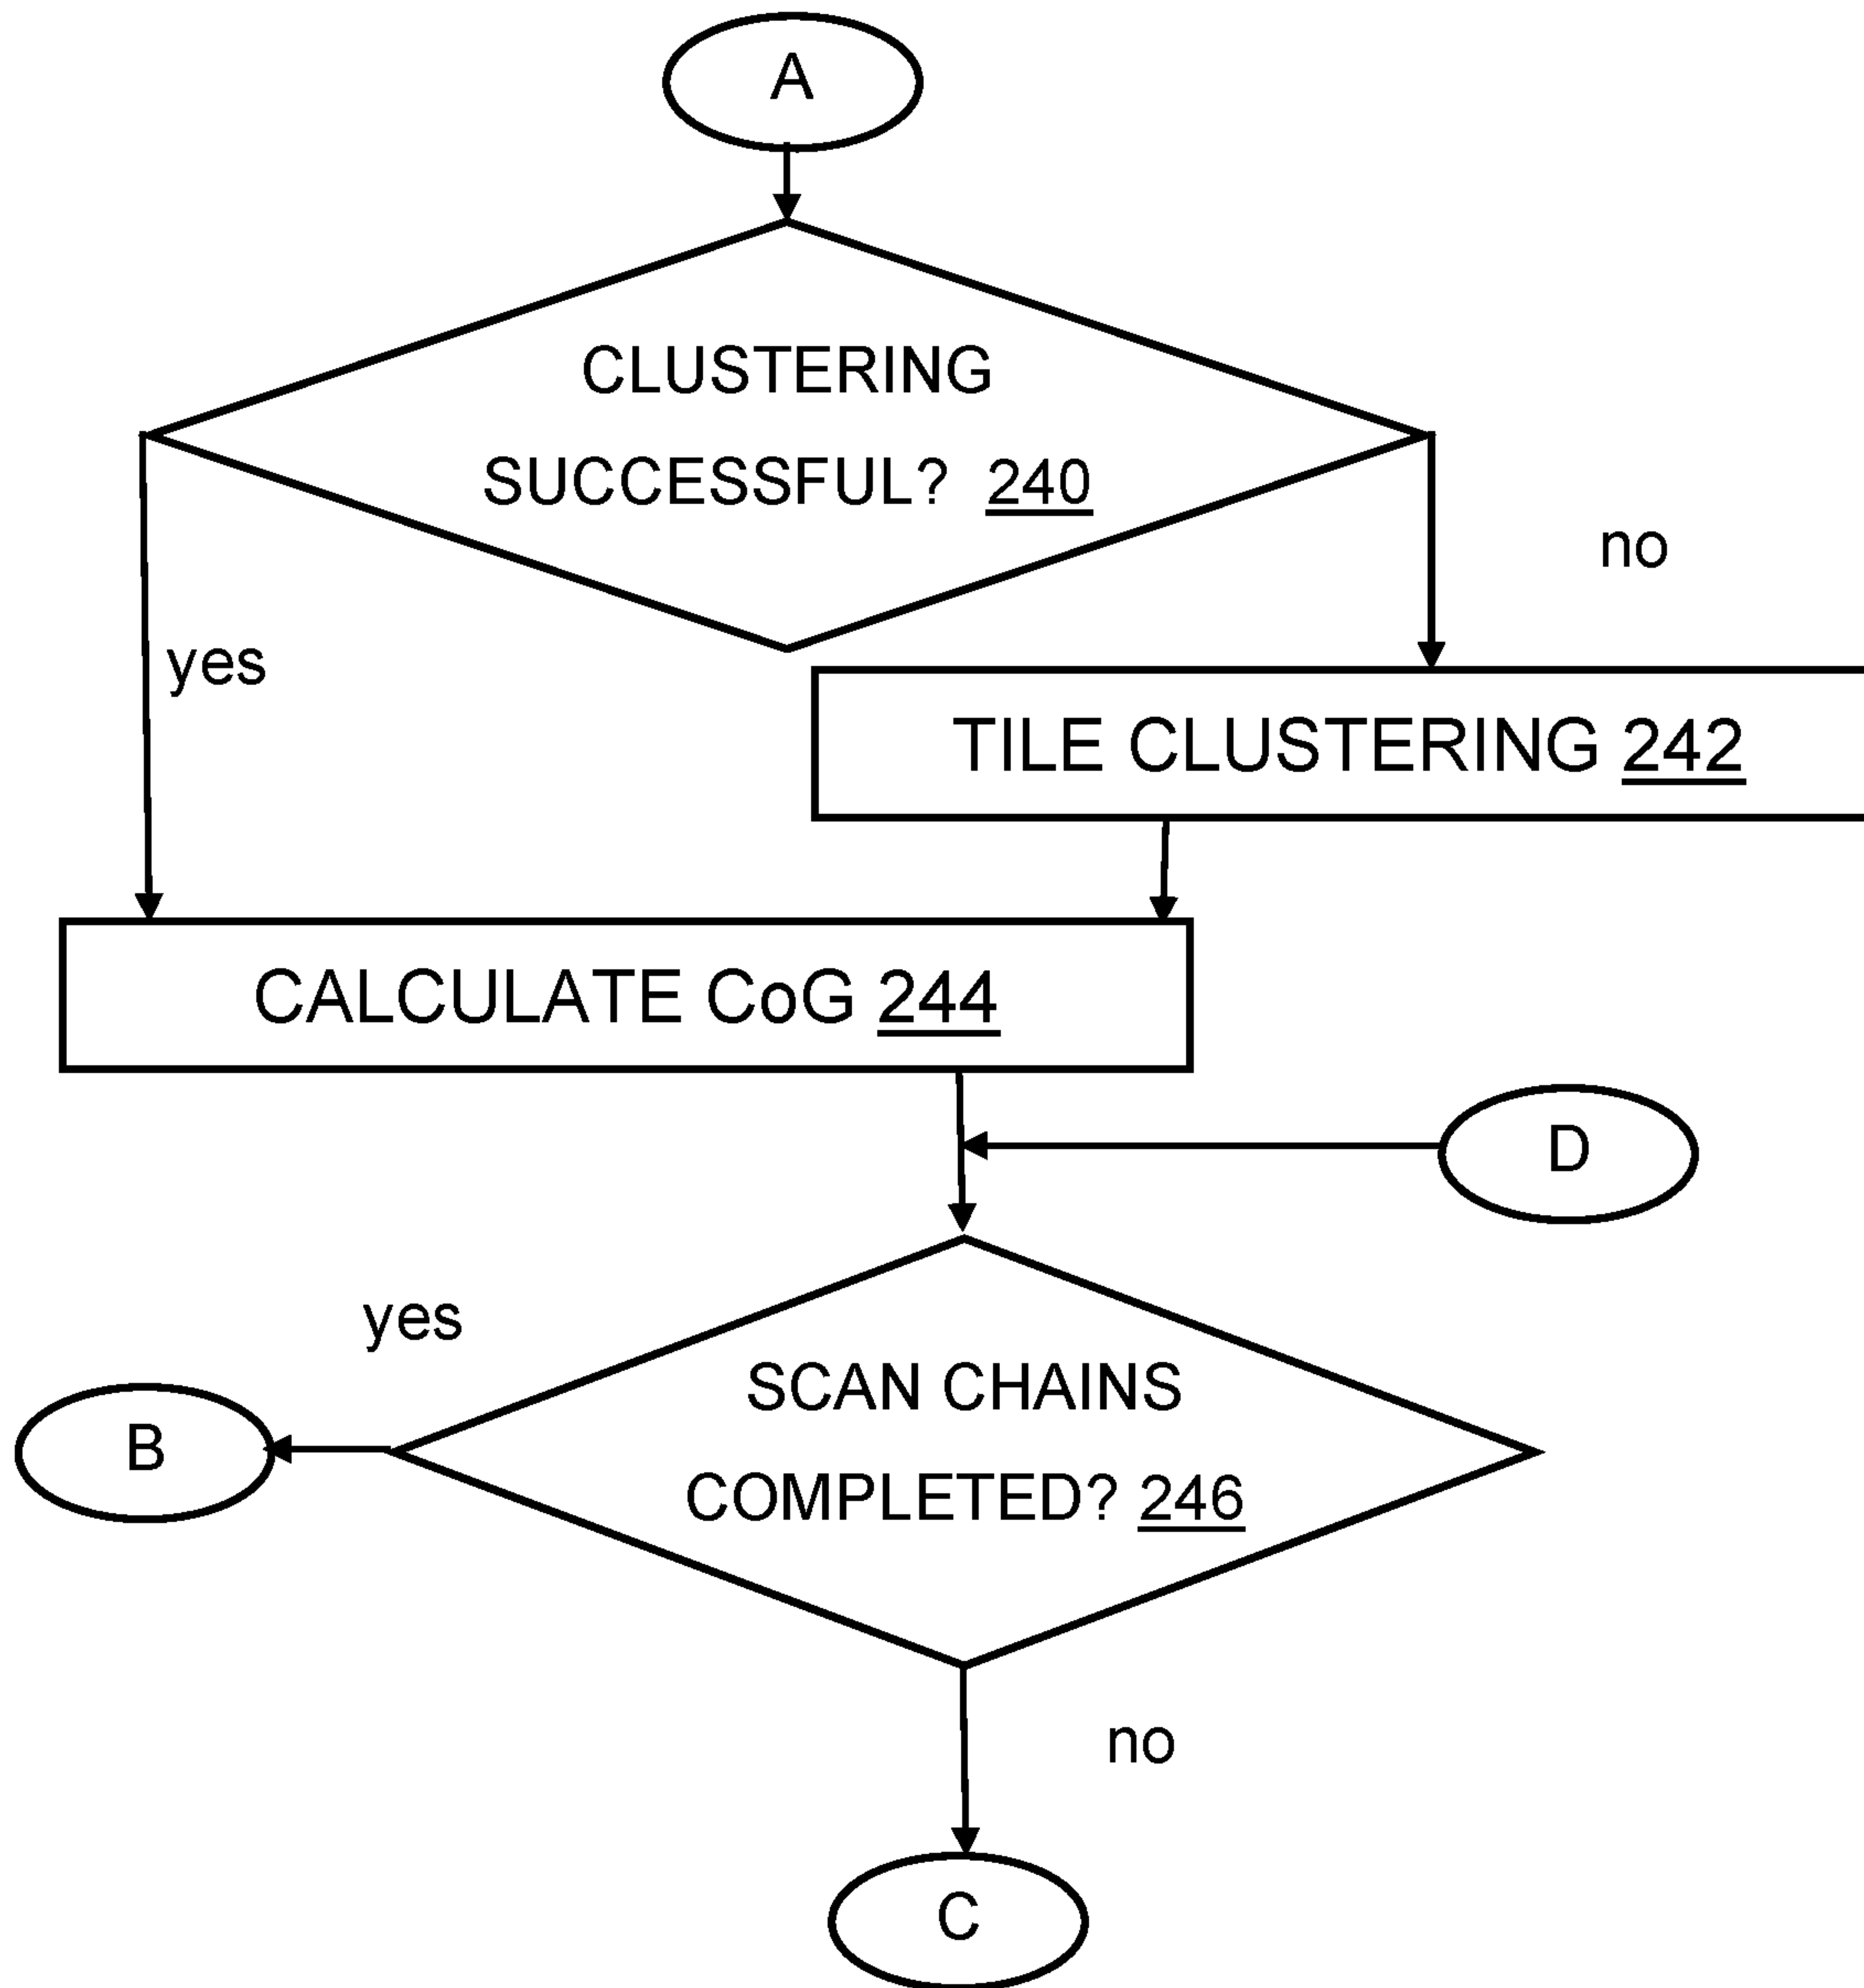 A
CLUSTERING
SUCCESSFUL? 240
no
yes
TILE CLUSTERING 242
CALCULATE CoG 244
D
yes
SCAN CHAINS
B
COMPLETED? 246
no
C